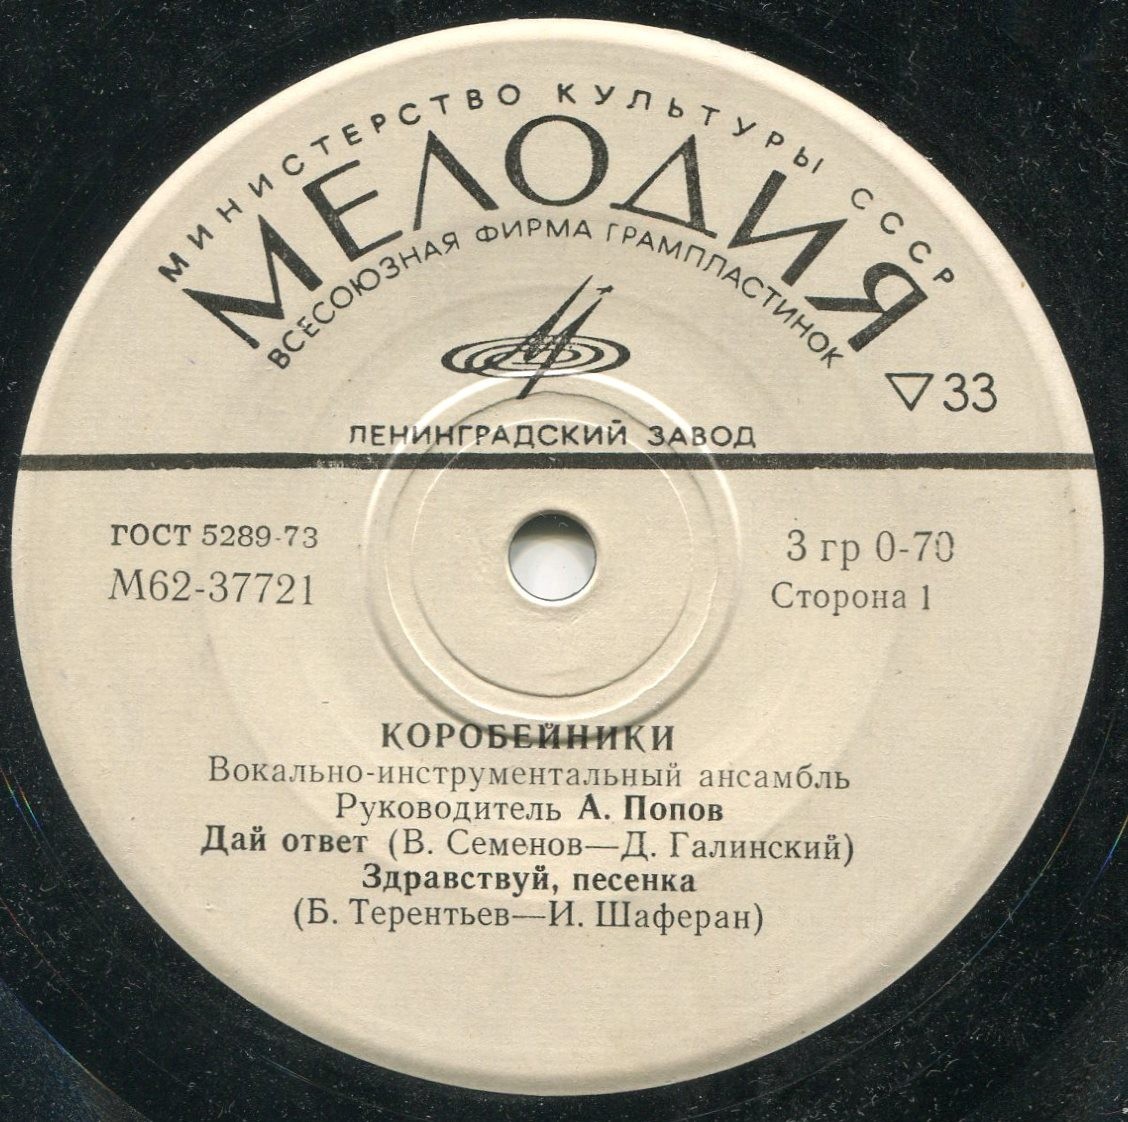 МИНИСТЕРСТВО КУЛЬТУРЫ СССР
МЕЛОДИЯ
ВСЕСОЮЗНАЯ ФИРМА ГРАМПЛАСТИНОК
▽33
ЛЕНИНГРАДСКИЙ ЗАВОД
ГОСТ 5289-73
М62-37721
3 гр 0-70
Сторона 1
КОРОБЕЙНИКИ
Вокально-инструментальный ансамбль
Руководитель А. Попов
Дай ответ (В. Семенов—Д. Галинский)
Здравствуй, песенка
(Б. Терентьев—И. Шаферан)